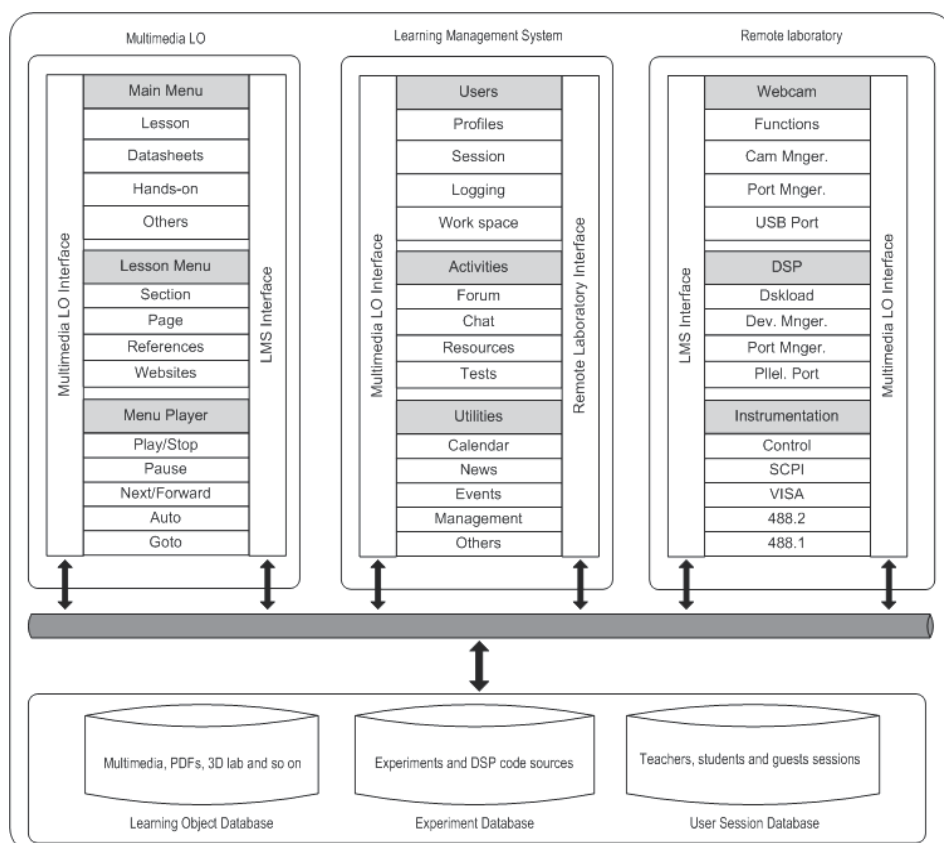 Multimedia LO
Multimedia LO Interface
Main Menu
Lesson
Datasheets
Hands-on
Others
Lesson Menu
Section
Page
References
Websites
Menu Player
Play/Stop
Pause
Next/Forward
Auto
Goto
LMS Interface
Learning Management System
Multimedia LO Interface
Users
Profiles
Session
Logging
Work space
Activities
Forum
Chat
Resources
Tests
Utilities
Calendar
News
Events
Management
Others
Remote Laboratory Interface
Remote laboratory
LMS Interface
Webcam
Functions
Cam Mnger.
Port Mnger.
USB Port
DSP
Dskload
Dev. Mnger.
Port Mnger.
Pllel. Port
Instrumentation
Control
SCPI
VISA
488.2
488.1
Multimedia LO Interface
Multimedia, PDFs, 3D lab and so on
Learning Object Database
Experiments and DSP code sources
Experiment Database
Teachers, students and guests sessions
User Session Database